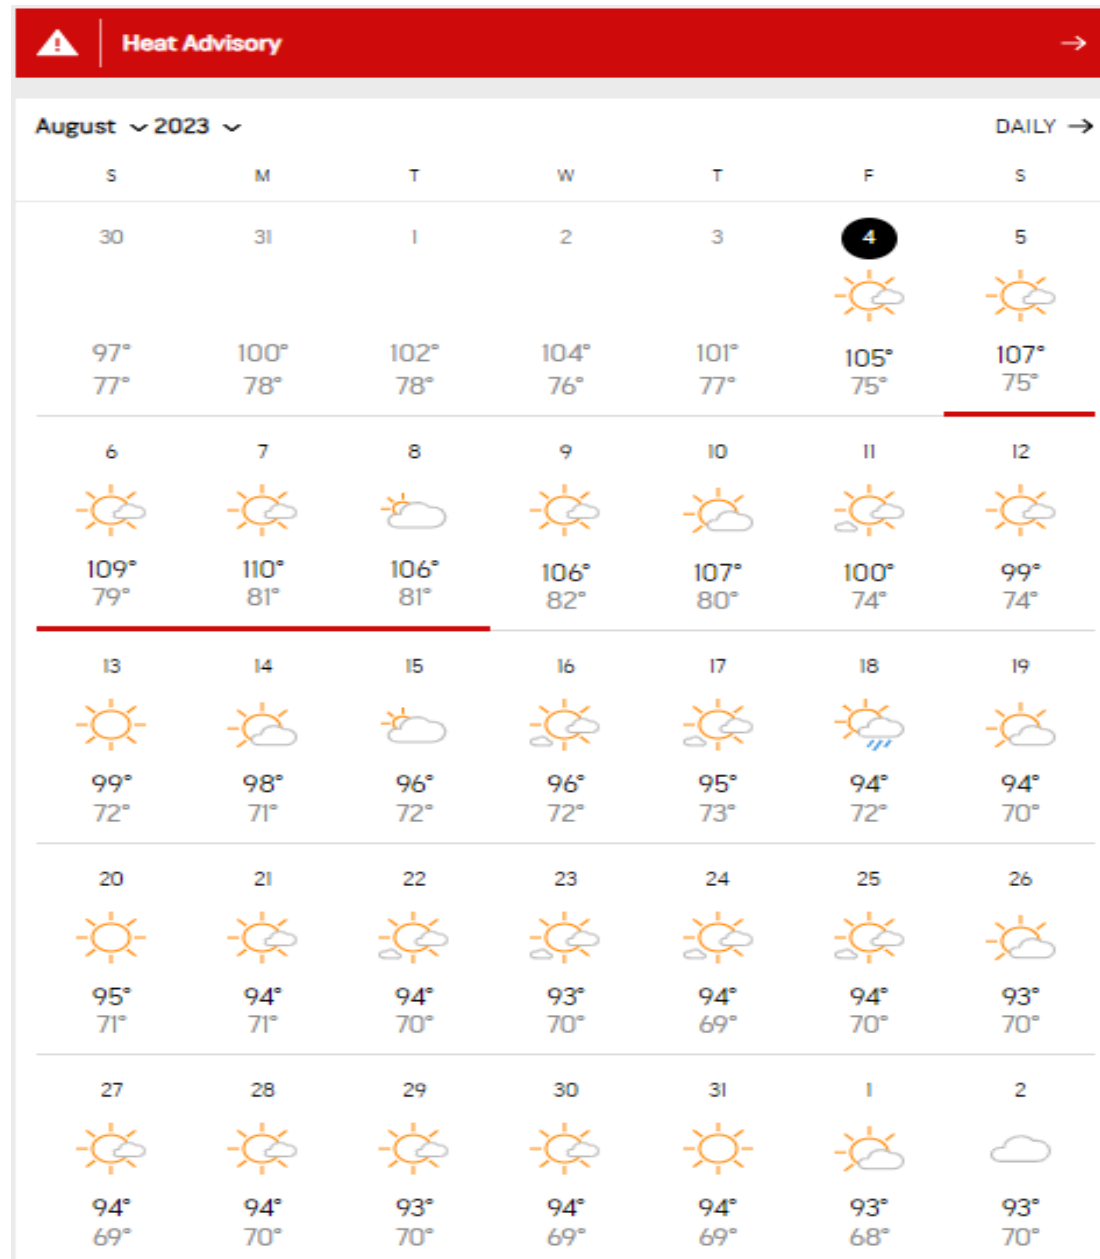 Heat Advisory
August 2023 DAILY
S M T W T F S
30 31 1 2 3 4 5
97° 100° 102° 104° 101° 105° 107°
77° 78° 78° 76° 77° 75° 75°
6 7 8 9 10 11 12
109° 110° 106° 106° 107° 100° 99°
79° 81° 81° 82° 80° 74° 74°
13 14 15 16 17 18 19
99° 98° 96° 96° 95° 94° 94°
72° 71° 72° 72° 73° 72° 70°
20 21 22 23 24 25 26
95° 94° 94° 93° 94° 94° 93°
71° 71° 70° 70° 69° 70° 70°
27 28 29 30 31 1 2
94° 94° 93° 94° 94° 93° 93°
69° 70° 70° 69° 69° 68° 70°